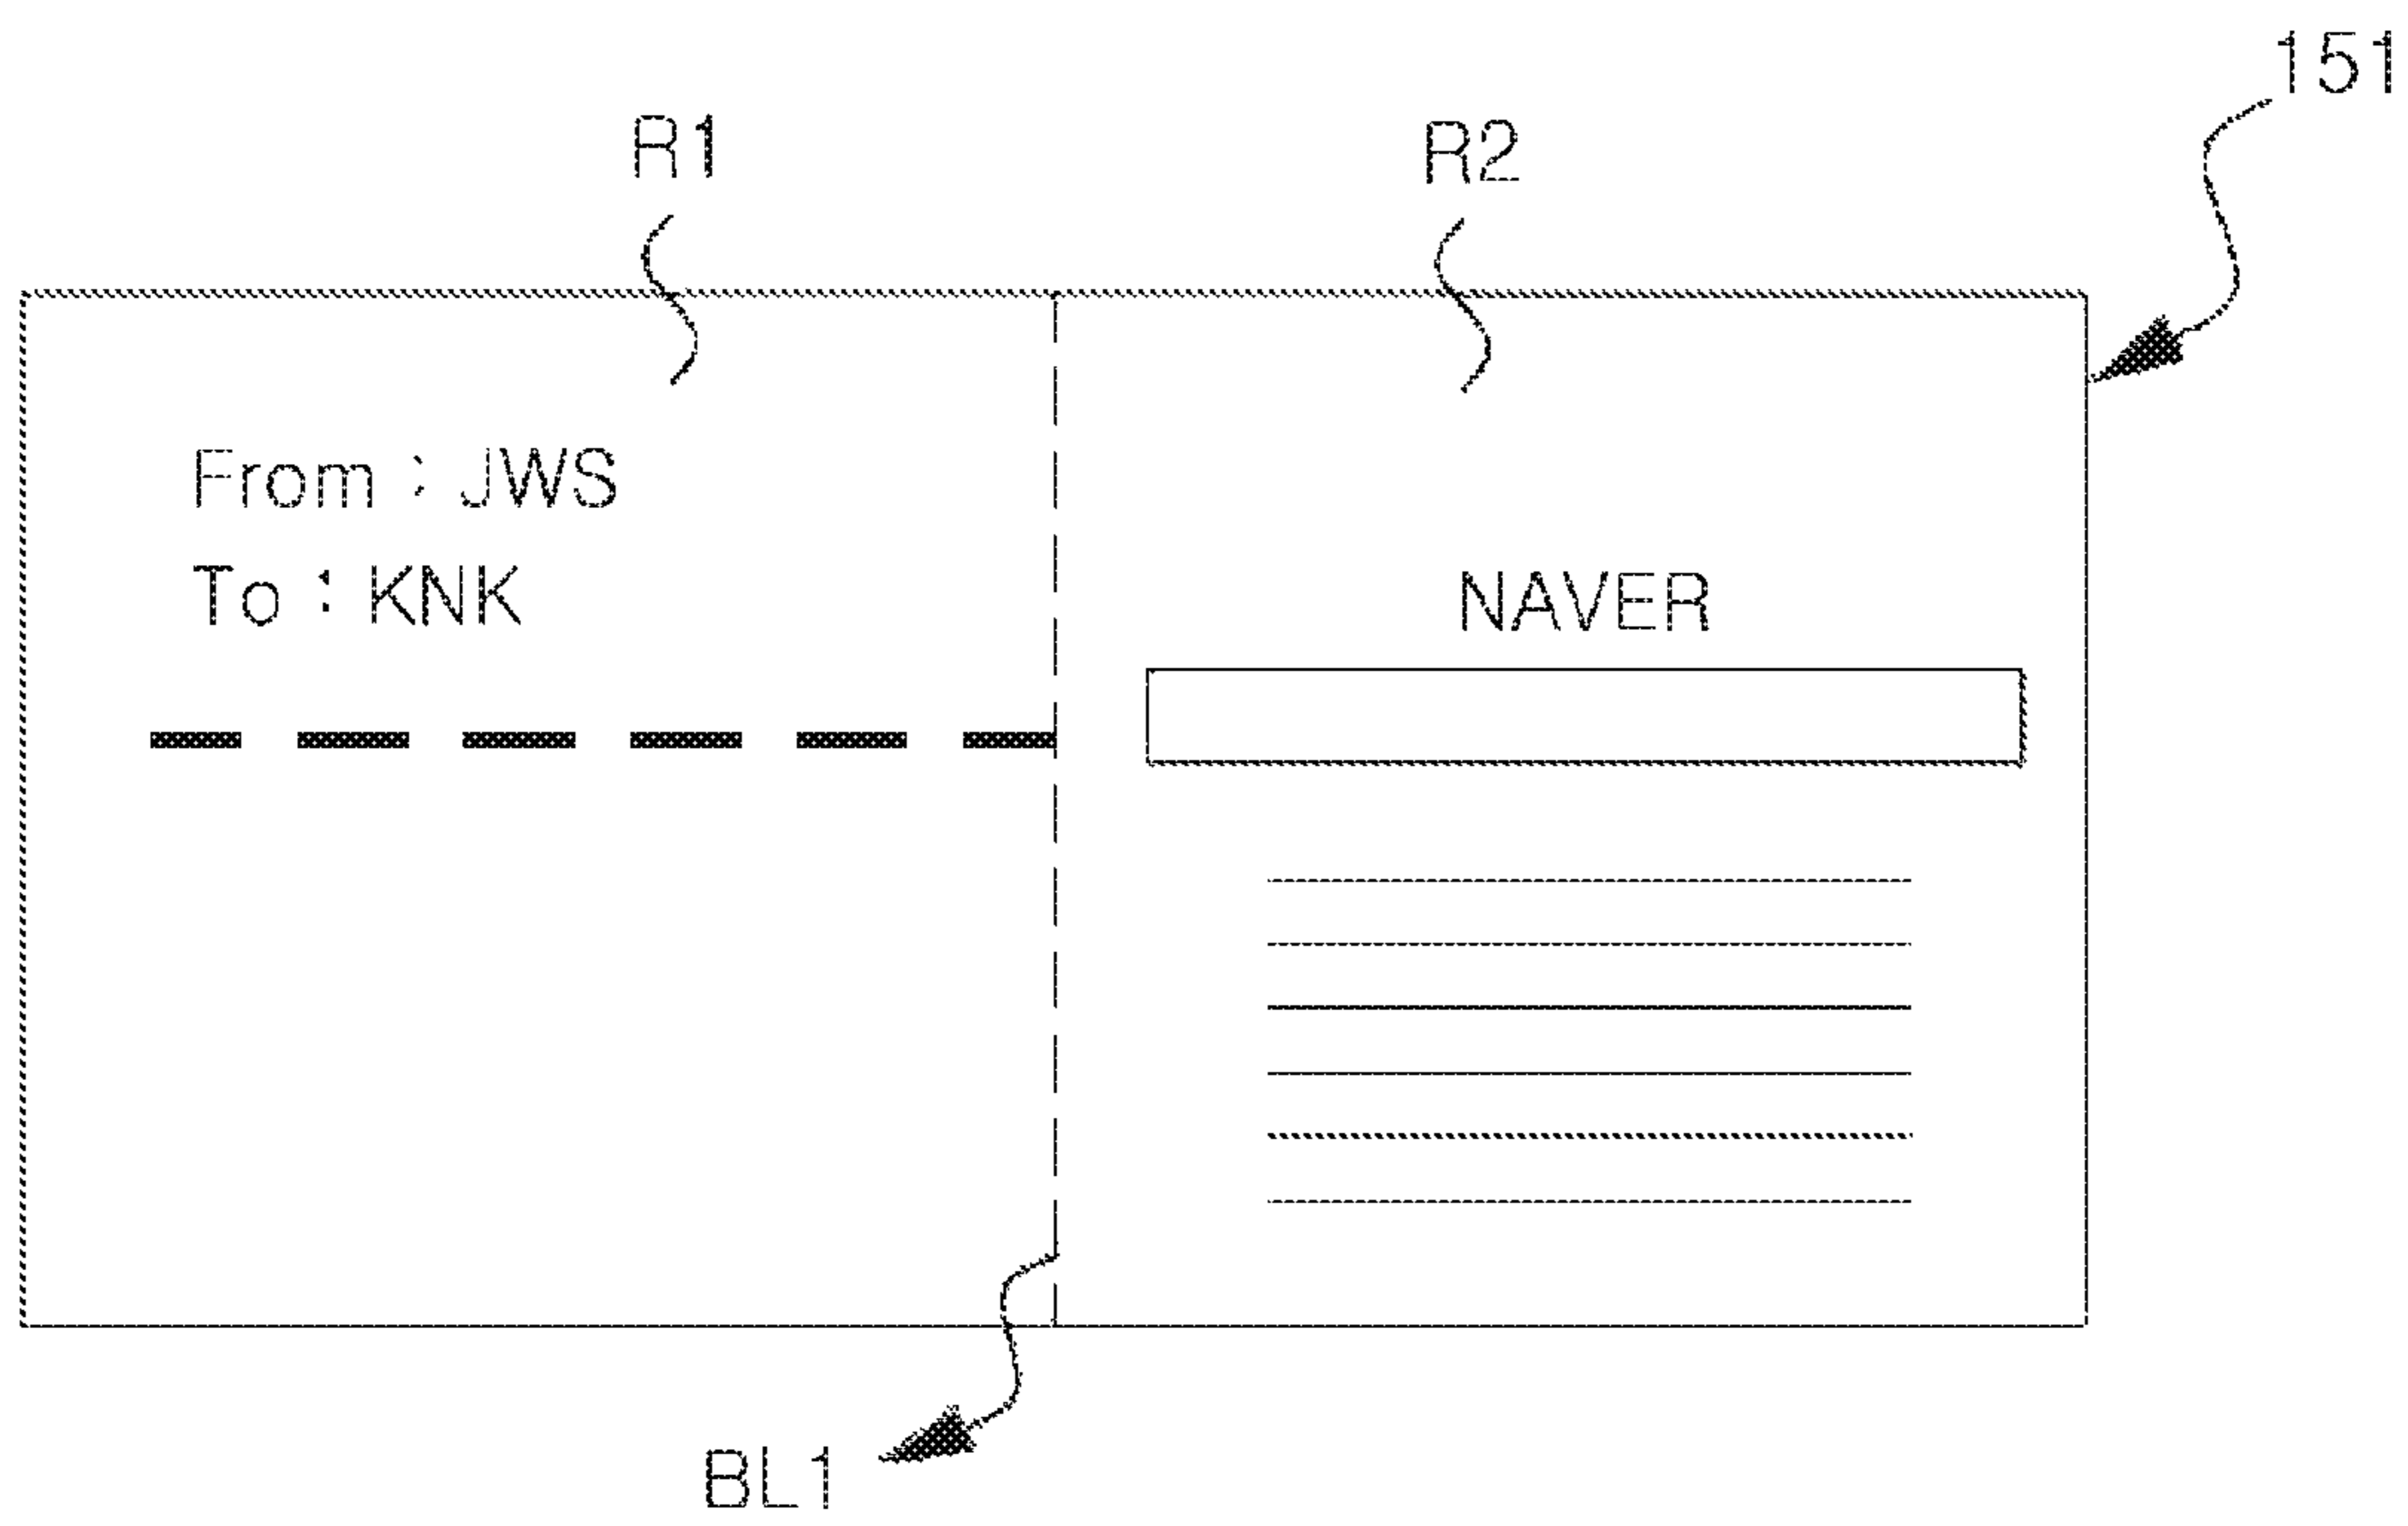 151
R1
R2
From : JWS
To : KNK
NAVER
BL1